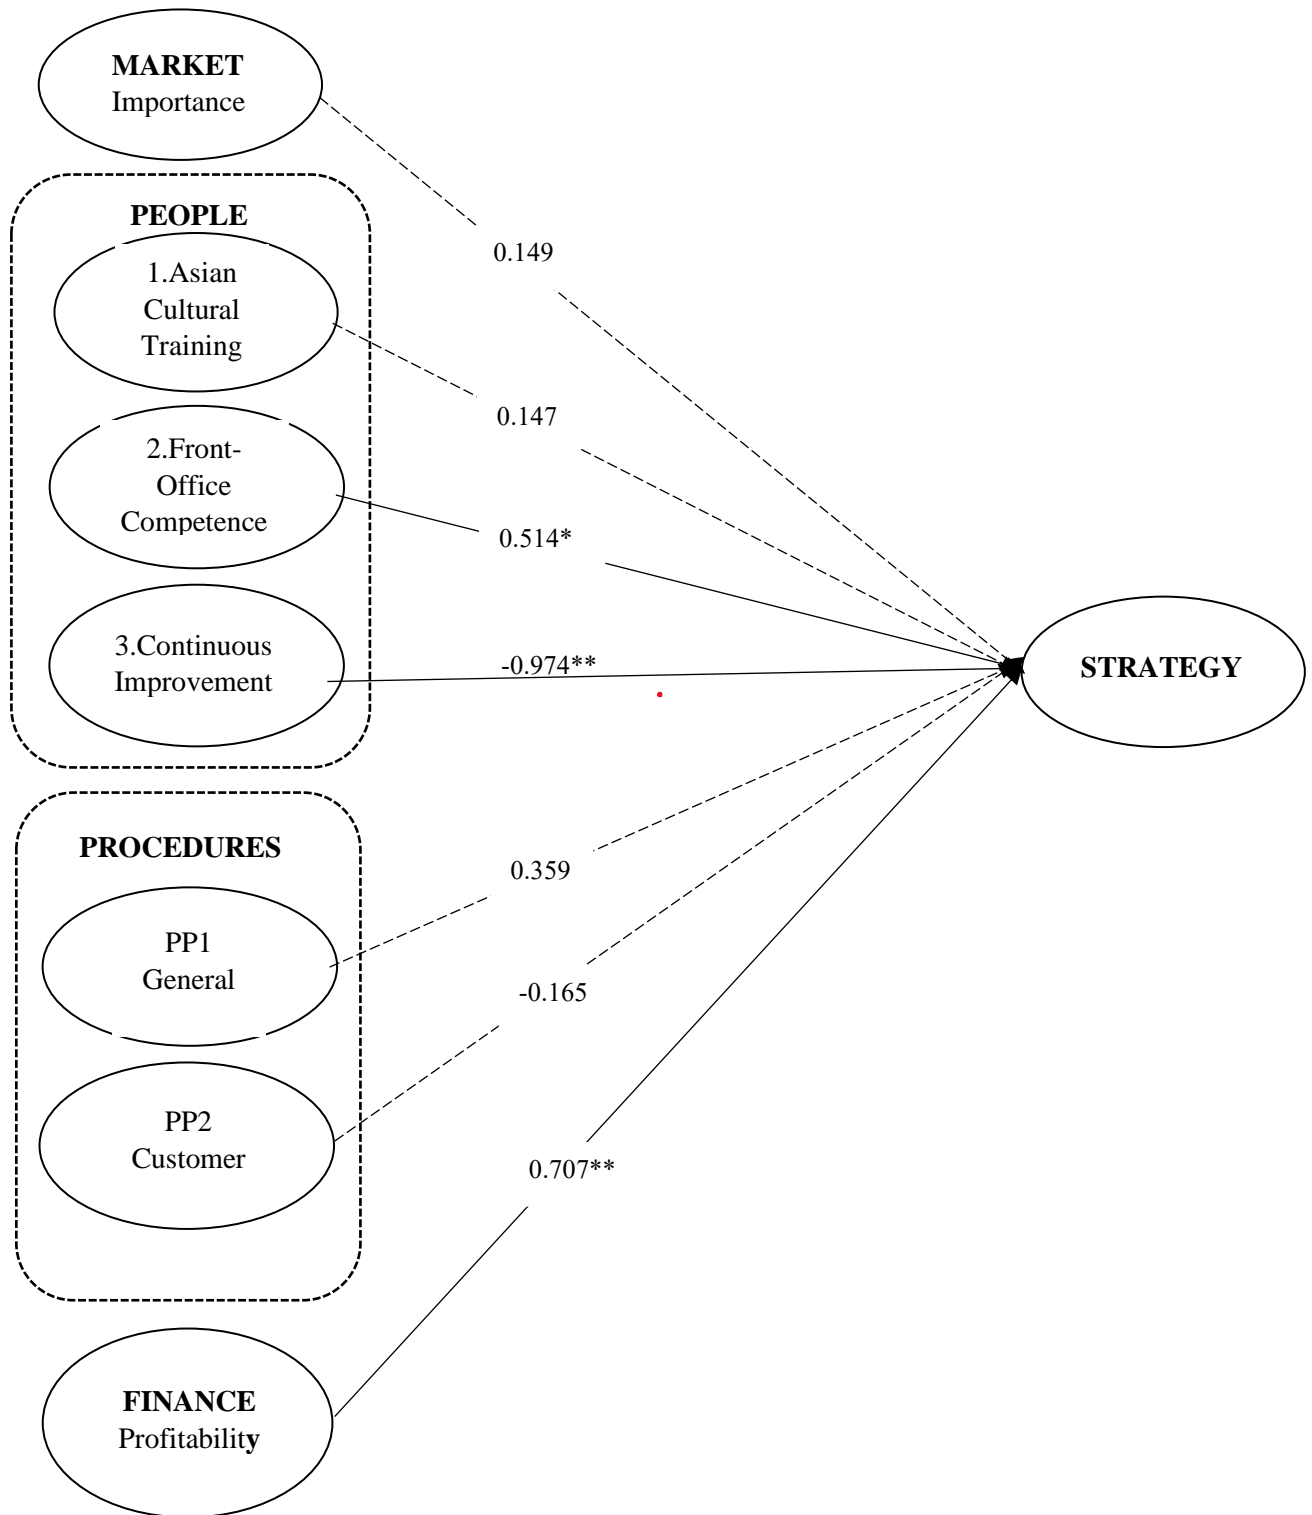 MARKET
Importance
PEOPLE
1.Asian
Cultural
Training
2.Front-
Office
Competence
3.Continuous
Improvement
PROCEDURES
PP1
General
PP2
Customer
FINANCE
Profitability
0.149
0.147
0.514*
-0.974**
0.359
-0.165
0.707**
STRATEGY